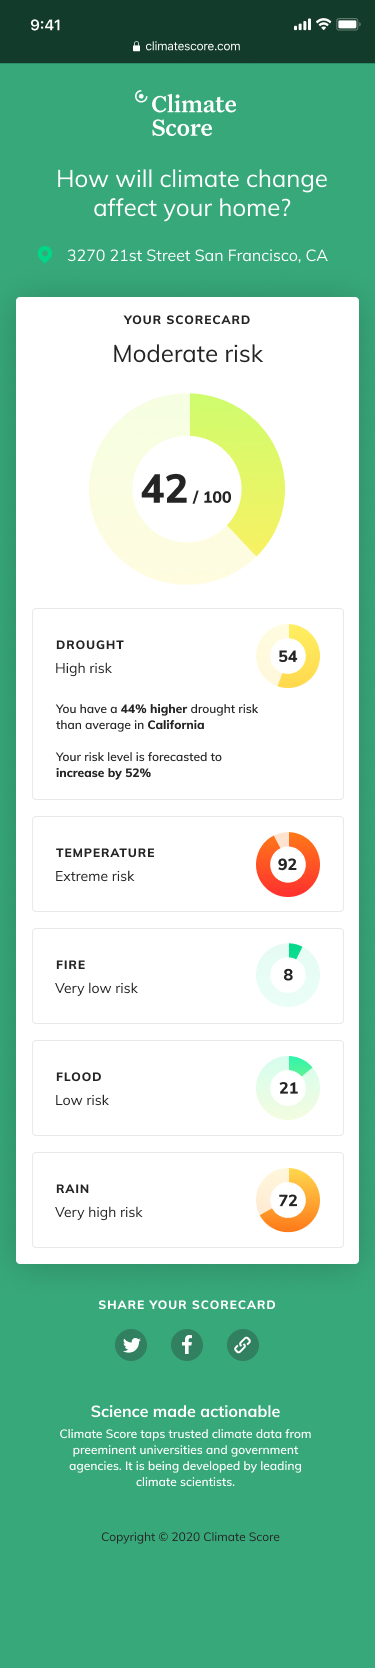 9:41
climatescore.com
Climate
Score
How will climate change
affect your home?
3270 21st Street San Francisco, CA
YOUR SCORECARD
Moderate risk
42 / 100
DROUGHT
High risk
54
You have a 44% higher drought risk
than average in California
Your risk level is forecasted to
increase by 52%
TEMPERATURE
Extreme risk
92
FIRE
Very low risk
8
FLOOD
Low risk
21
RAIN
Very high risk
72
SHARE YOUR SCORECARD
Science made actionable
Climate Score taps trusted climate data from
preeminent universities and government
agencies. It is being developed by leading
climate scientists.
Copyright © 2020 Climate Score